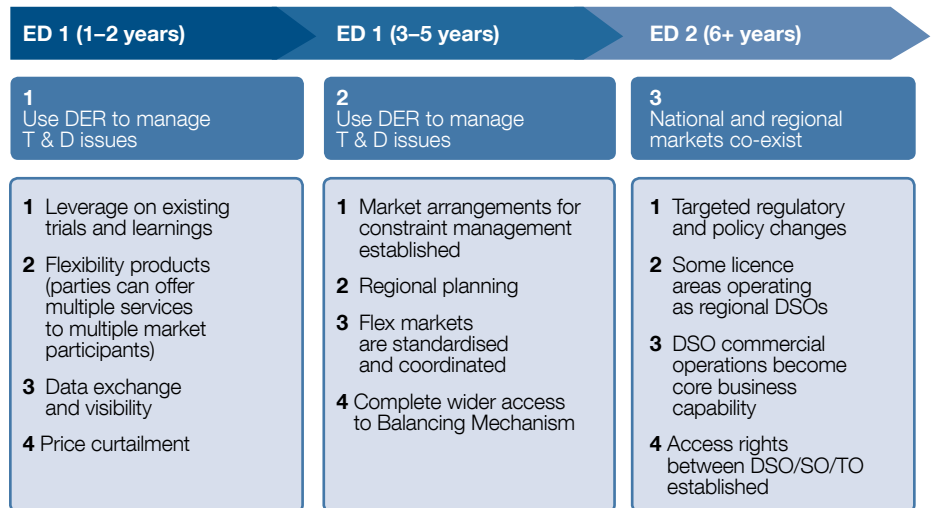 ED 1 (1–2 years)
ED 1 (3–5 years)
ED 2 (6+ years)
1
Use DER to manage
T & D issues
2
Use DER to manage
T & D issues
3
National and regional
markets co-exist
1 Leverage on existing
trials and learnings
2 Flexibility products
(parties can offer
multiple services
to multiple market
participants)
3 Data exchange
and visibility
4 Price curtailment
1 Market arrangements for
constraint management
established
2 Regional planning
3 Flex markets
are standardised
and coordinated
4 Complete wider access
to Balancing Mechanism
1 Targeted regulatory
and policy changes
2 Some licence
areas operating
as regional DSOs
3 DSO commercial
operations become
core business
capability
4 Access rights
between DSO/SO/TO
established